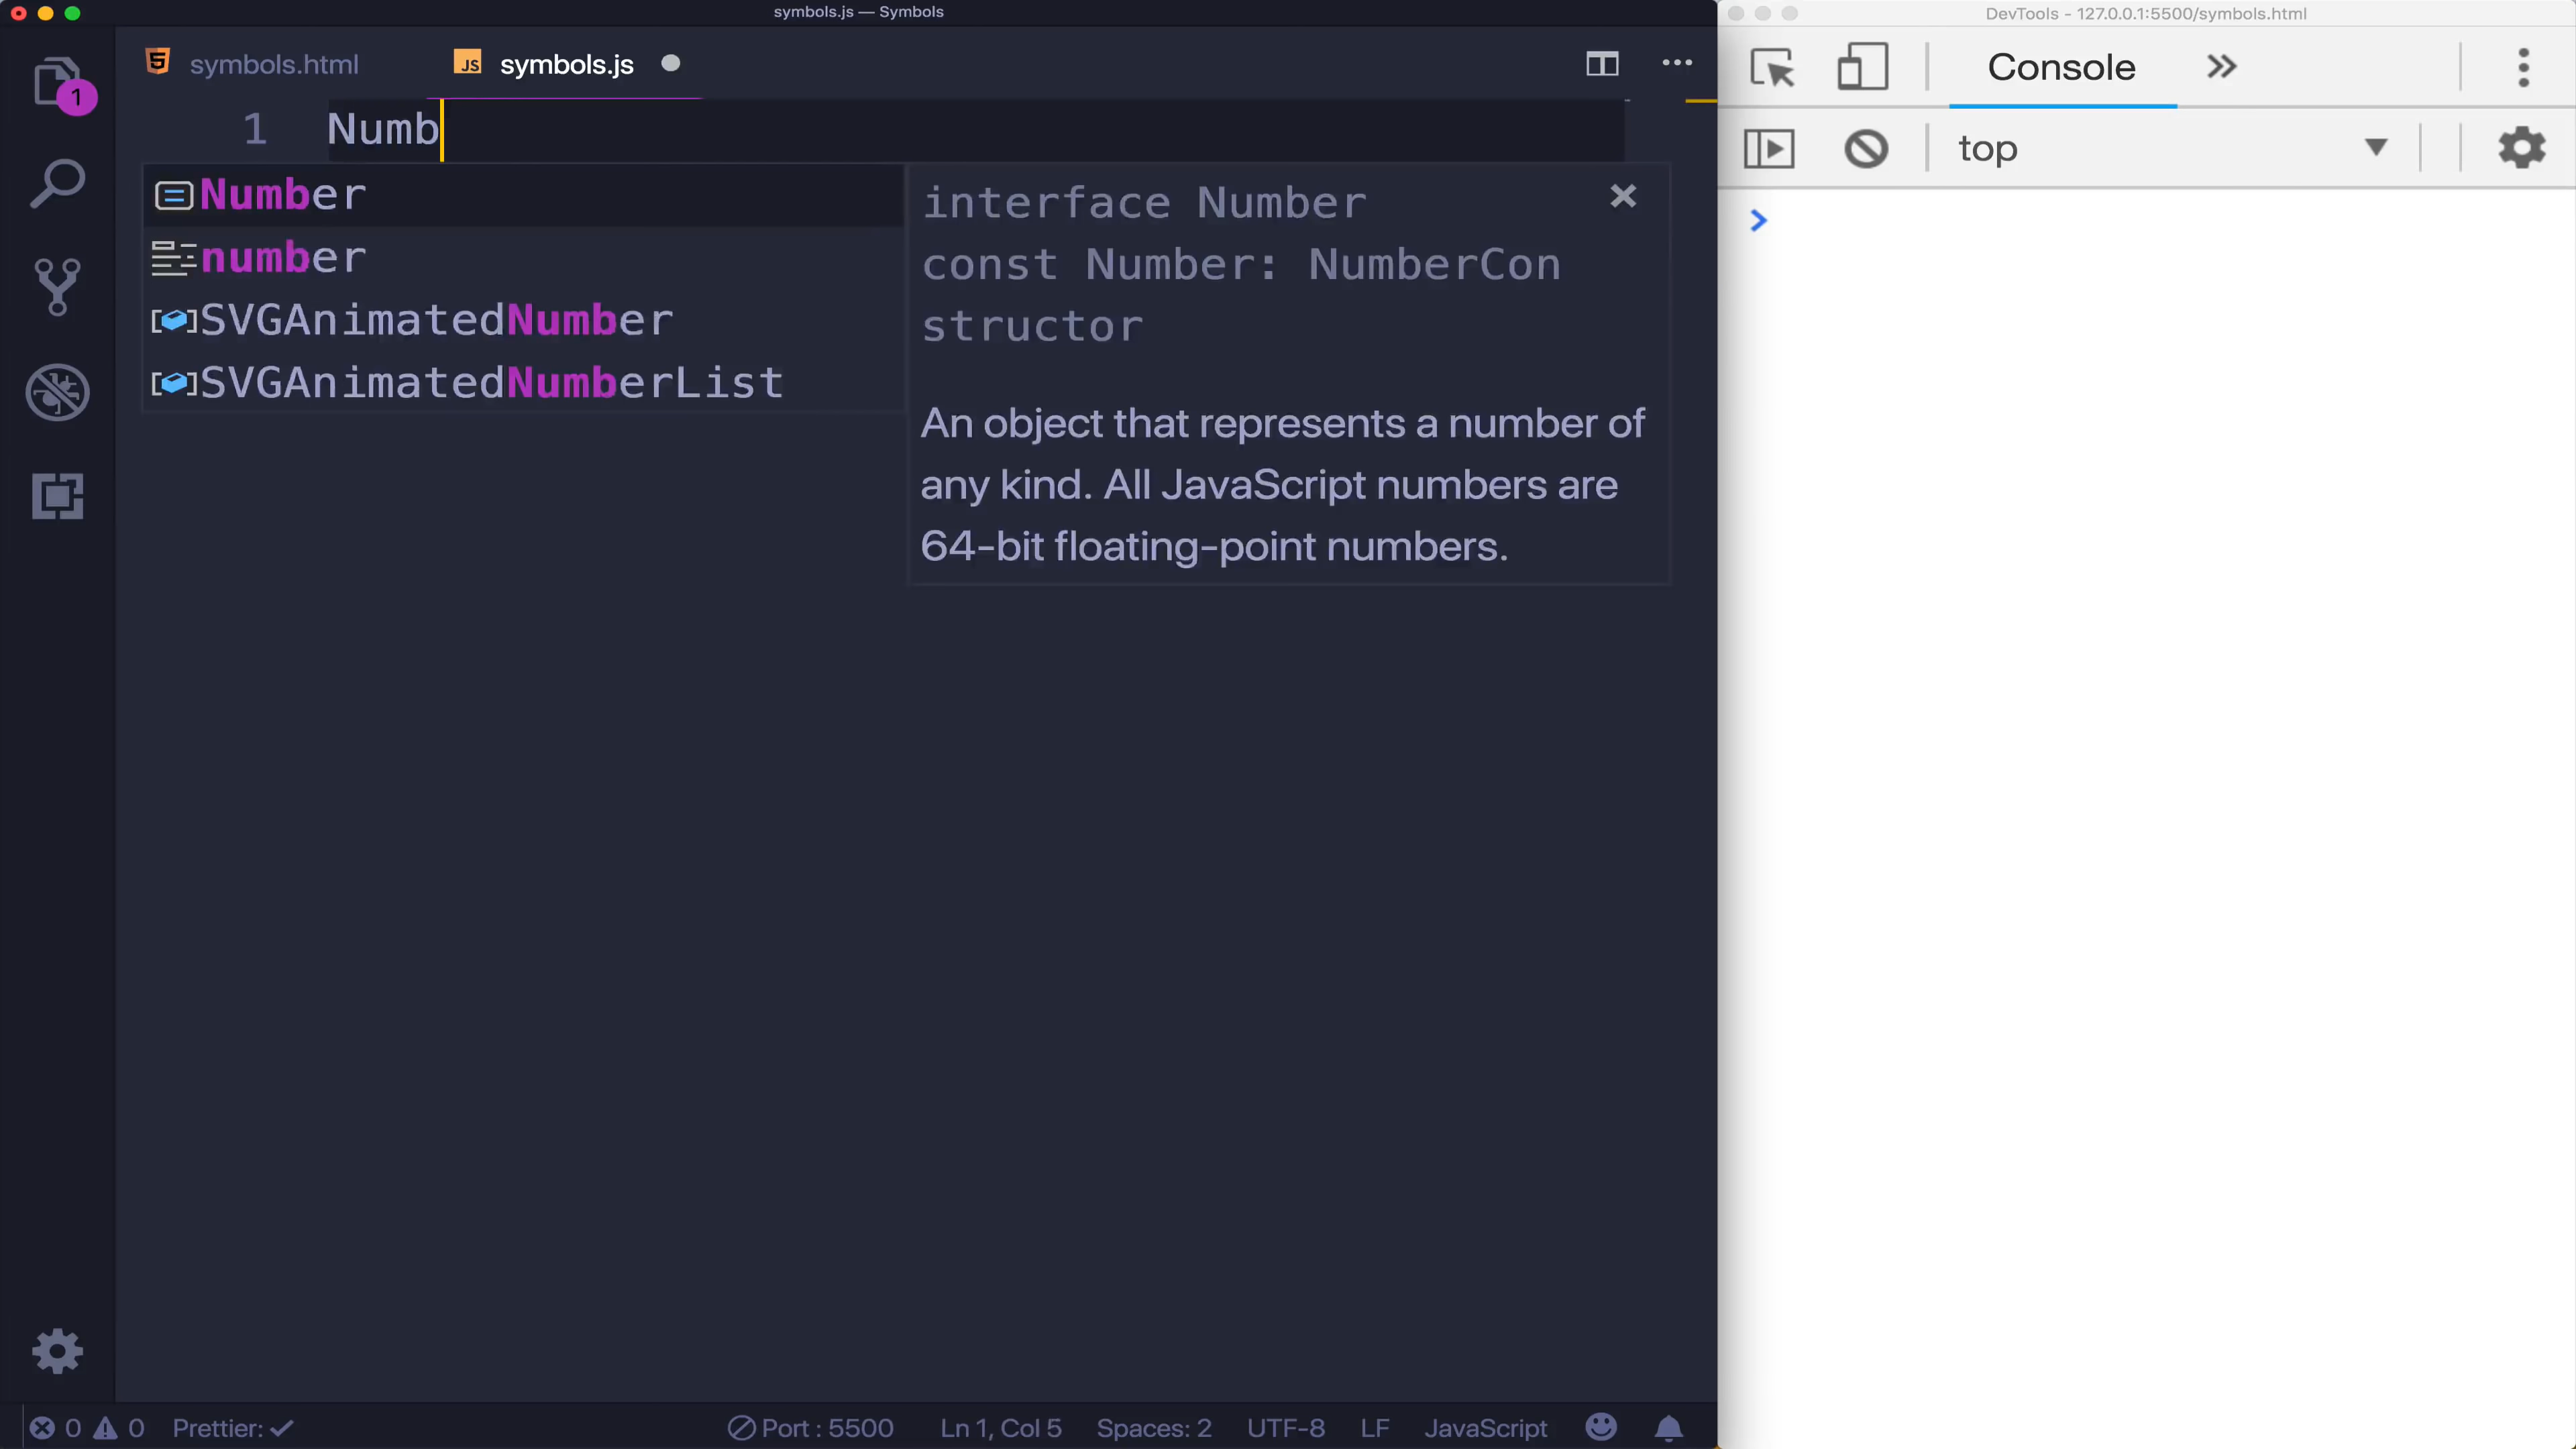 symbols.js — Symbols
symbols.html
JS symbols.js
1
1 Numb
Number
number
SVGAnimatedNumber
SVGAnimatedNumberList
interface Number
const Number: NumberCon
structor
An object that represents a number of
any kind. All JavaScript numbers are
64-bit floating-point numbers.
0 0 Prettier: Port : 5500 Ln 1, Col 5 Spaces: 2 UTF-8 LF JavaScript
DevTools - 127.0.0.1:5500/symbols.html
Console
top